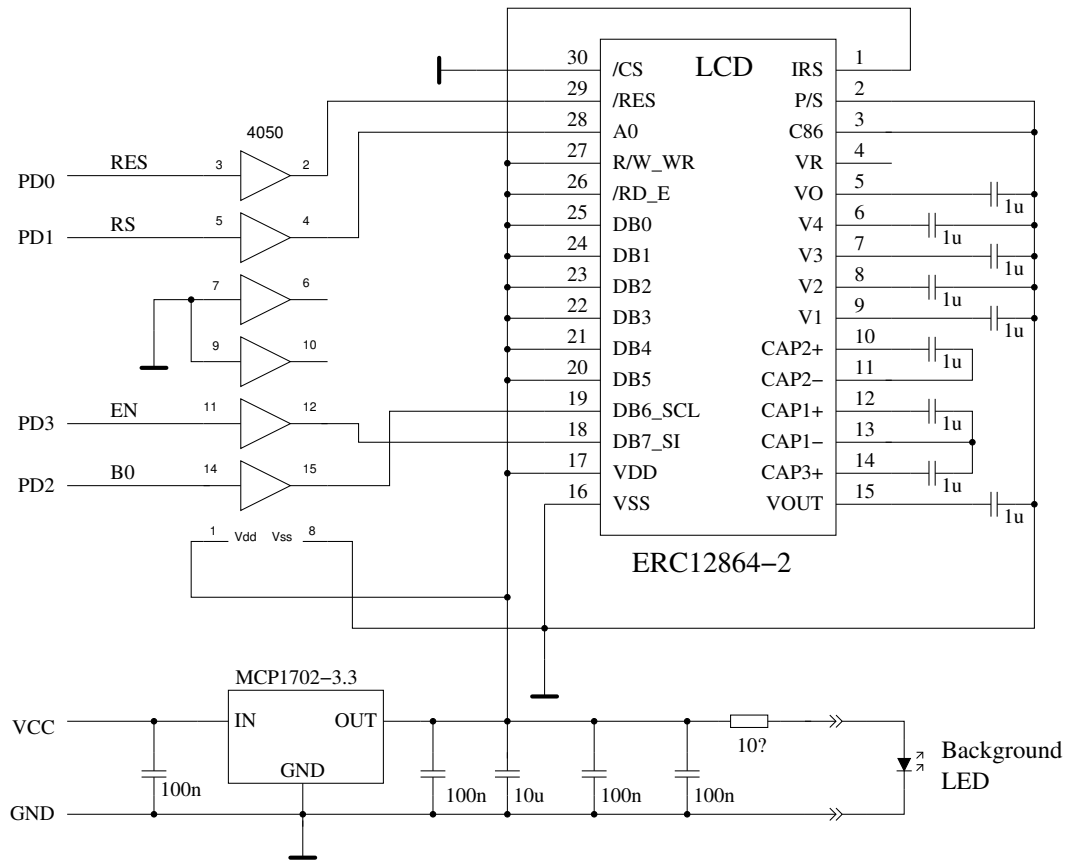 LCD
30 /CS IRS 1
29 /RES P/S 2
28 A0 C86 3
27 R/W_WR VR 4
26 /RD_E VO 5
1u
25 DB0 V4 6
1u
24 DB1 V3 7
1u
23 DB2 V2 8
1u
22 DB3 V1 9
1u
21 DB4 CAP2+ 10
1u
20 DB5 CAP2− 11
19 DB6_SCL CAP1+ 12
1u
18 DB7_SI CAP1− 13
17 VDD CAP3+ 14
1u
16 VSS VOUT 15
1u
ERC12864−2
4050
PD0 RES 3 2
PD1 RS 5 4
7 6
9 10
PD3 EN 11 12
PD2 B0 14 15
1 Vdd Vss 8
MCP1702−3.3
VCC IN OUT
GND
10?
100n 100n 10u 100n 100n
GND
Background
LED